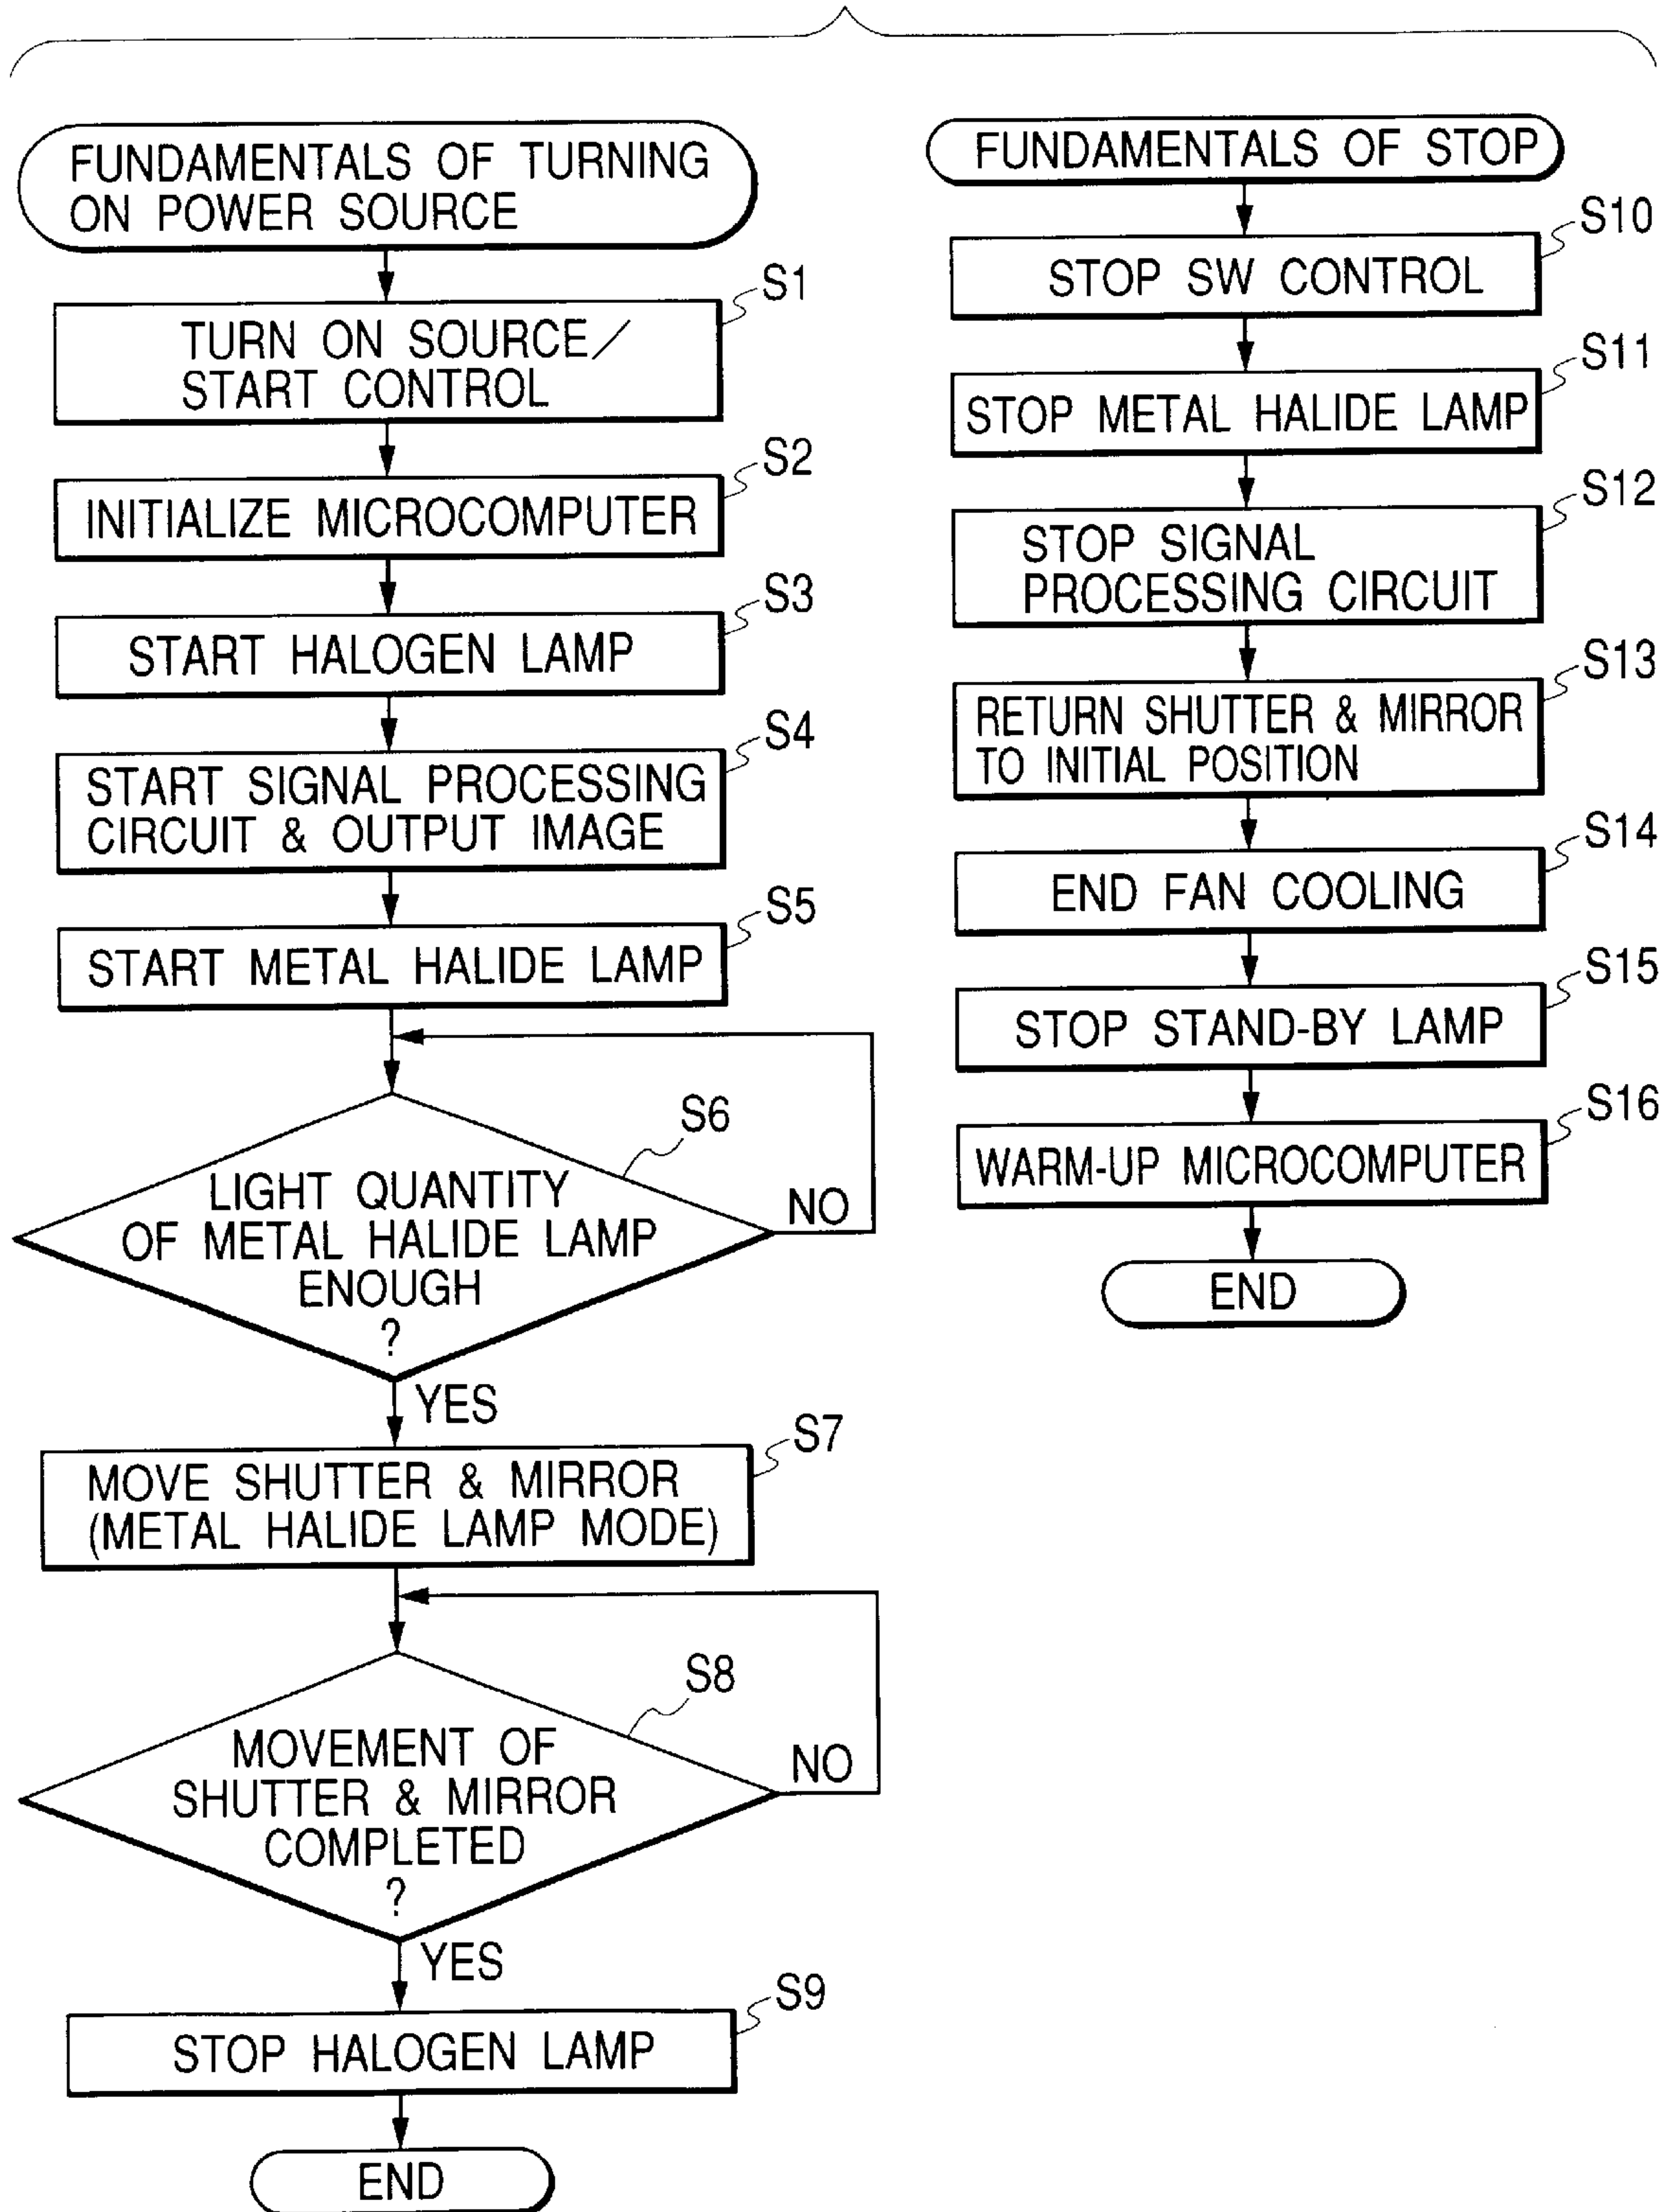 FUNDAMENTALS OF TURNING
ON POWER SOURCE
S1
TURN ON SOURCE/
START CONTROL
S2
INITIALIZE MICROCOMPUTER
S3
START HALOGEN LAMP
S4
START SIGNAL PROCESSING
CIRCUIT & OUTPUT IMAGE
S5
START METAL HALIDE LAMP
S6
LIGHT QUANTITY
OF METAL HALIDE LAMP
ENOUGH
?
NO
YES
S7
MOVE SHUTTER & MIRROR
(METAL HALIDE LAMP MODE)
S8
MOVEMENT OF
SHUTTER & MIRROR
COMPLETED
?
NO
YES
S9
STOP HALOGEN LAMP
END
FUNDAMENTALS OF STOP
S10
STOP SW CONTROL
S11
STOP METAL HALIDE LAMP
S12
STOP SIGNAL
PROCESSING CIRCUIT
S13
RETURN SHUTTER & MIRROR
TO INITIAL POSITION
S14
END FAN COOLING
S15
STOP STAND-BY LAMP
S16
WARM-UP MICROCOMPUTER
END